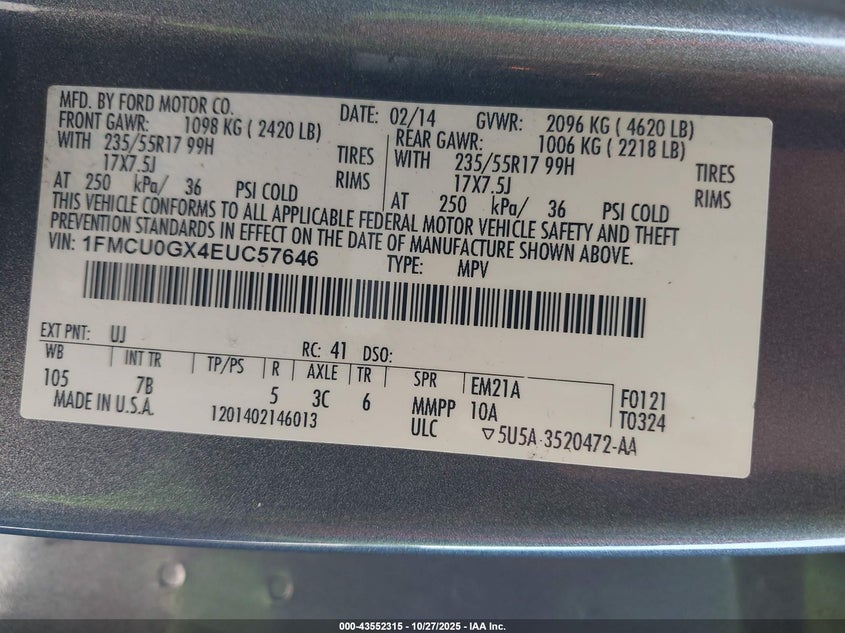 MFD. BY FORD MOTOR CO. DATE: 02/14 GVWR: 2096 KG ( 4620 LB)
FRONT GAWR: 1098 KG ( 2420 LB) REAR GAWR: 1006 KG ( 2218 LB)
WITH 235/55R17 99H TIRES WITH 235/55R17 99H TIRES
17X7.5J RIMS 17X7.5J RIMS
AT 250 kPa/ 36 PSI COLD AT 250 kPa/ 36 PSI COLD
THIS VEHICLE CONFORMS TO ALL APPLICABLE FEDERAL MOTOR VEHICLE SAFETY AND THEFT
PREVENTION STANDARDS IN EFFECT ON THE DATE OF MANUFACTURE SHOWN ABOVE.
VIN: 1FMCU0GX4EUC57646 TYPE: MPV
EXT PNT: UJ RC: 41 DSO:
WB INT TR TP/PS R AXLE TR SPR EM21A F0121
105 7B 5 3C 6 MMPP 10A T0324
MADE IN U.S.A. 1201402146013 ULC ▽5U5A-3520472-AA
000-43552315 - 10/27/2025 - IAA Inc.